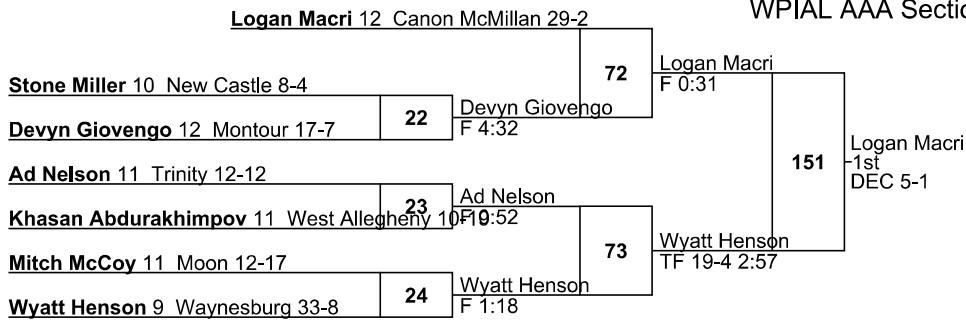 WPIAL AAA Sectio
Logan Macri 12 Canon McMillan 29-2
72
Logan Macri
F 0:31
Stone Miller 10 New Castle 8-4
22
Devyn Giovengo
F 4:32
Devyn Giovengo 12 Montour 17-7
151
Logan Macri
1st
DEC 5-1
Ad Nelson 11 Trinity 12-12
23
Ad Nelson
F 0:52
Khasan Abdurakhimpov 11 West Allegheny
73
Wyatt Henson
TF 19-4 2:57
Mitch McCoy 11 Moon 12-17
24
Wyatt Henson
F 1:18
Wyatt Henson 9 Waynesburg 33-8